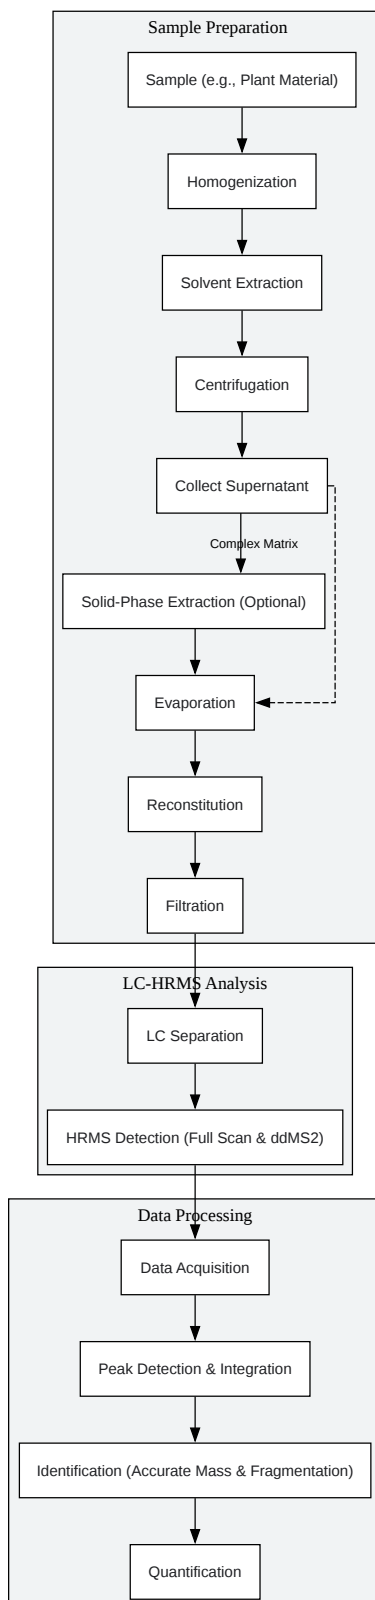 Sample Preparation
Sample (e.g., Plant Material)
Homogenization
Solvent Extraction
Centrifugation
Collect Supernatant
Complex Matrix
Solid-Phase Extraction (Optional)
Evaporation
Reconstitution
Filtration
LC-HRMS Analysis
LC Separation
HRMS Detection (Full Scan & ddMS2)
Data Processing
Data Acquisition
Peak Detection & Integration
Identification (Accurate Mass & Fragmentation)
Quantification